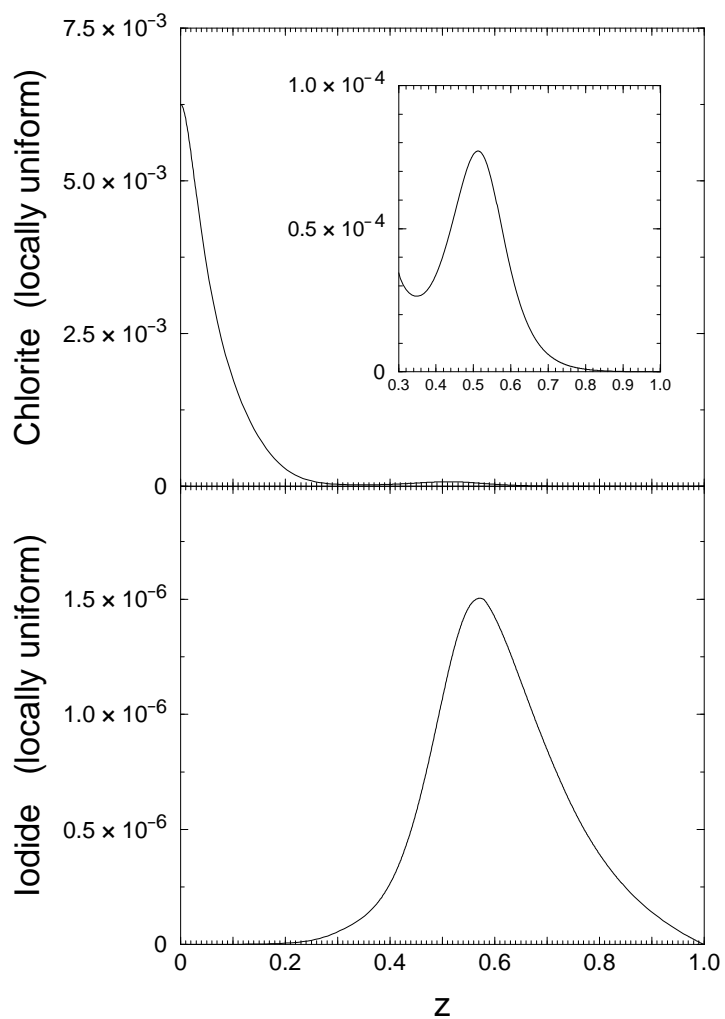 7.5 × 10⁻³
5.0 × 10⁻³
2.5 × 10⁻³
0
Chlorite (locally uniform)
1.0 × 10⁻⁴
0.5 × 10⁻⁴
0
0.3 0.4 0.5 0.6 0.7 0.8 0.9 1.0
1.5 × 10⁻⁶
1.0 × 10⁻⁶
0.5 × 10⁻⁶
0
Iodide (locally uniform)
0 0.2 0.4 0.6 0.8 1.0
z